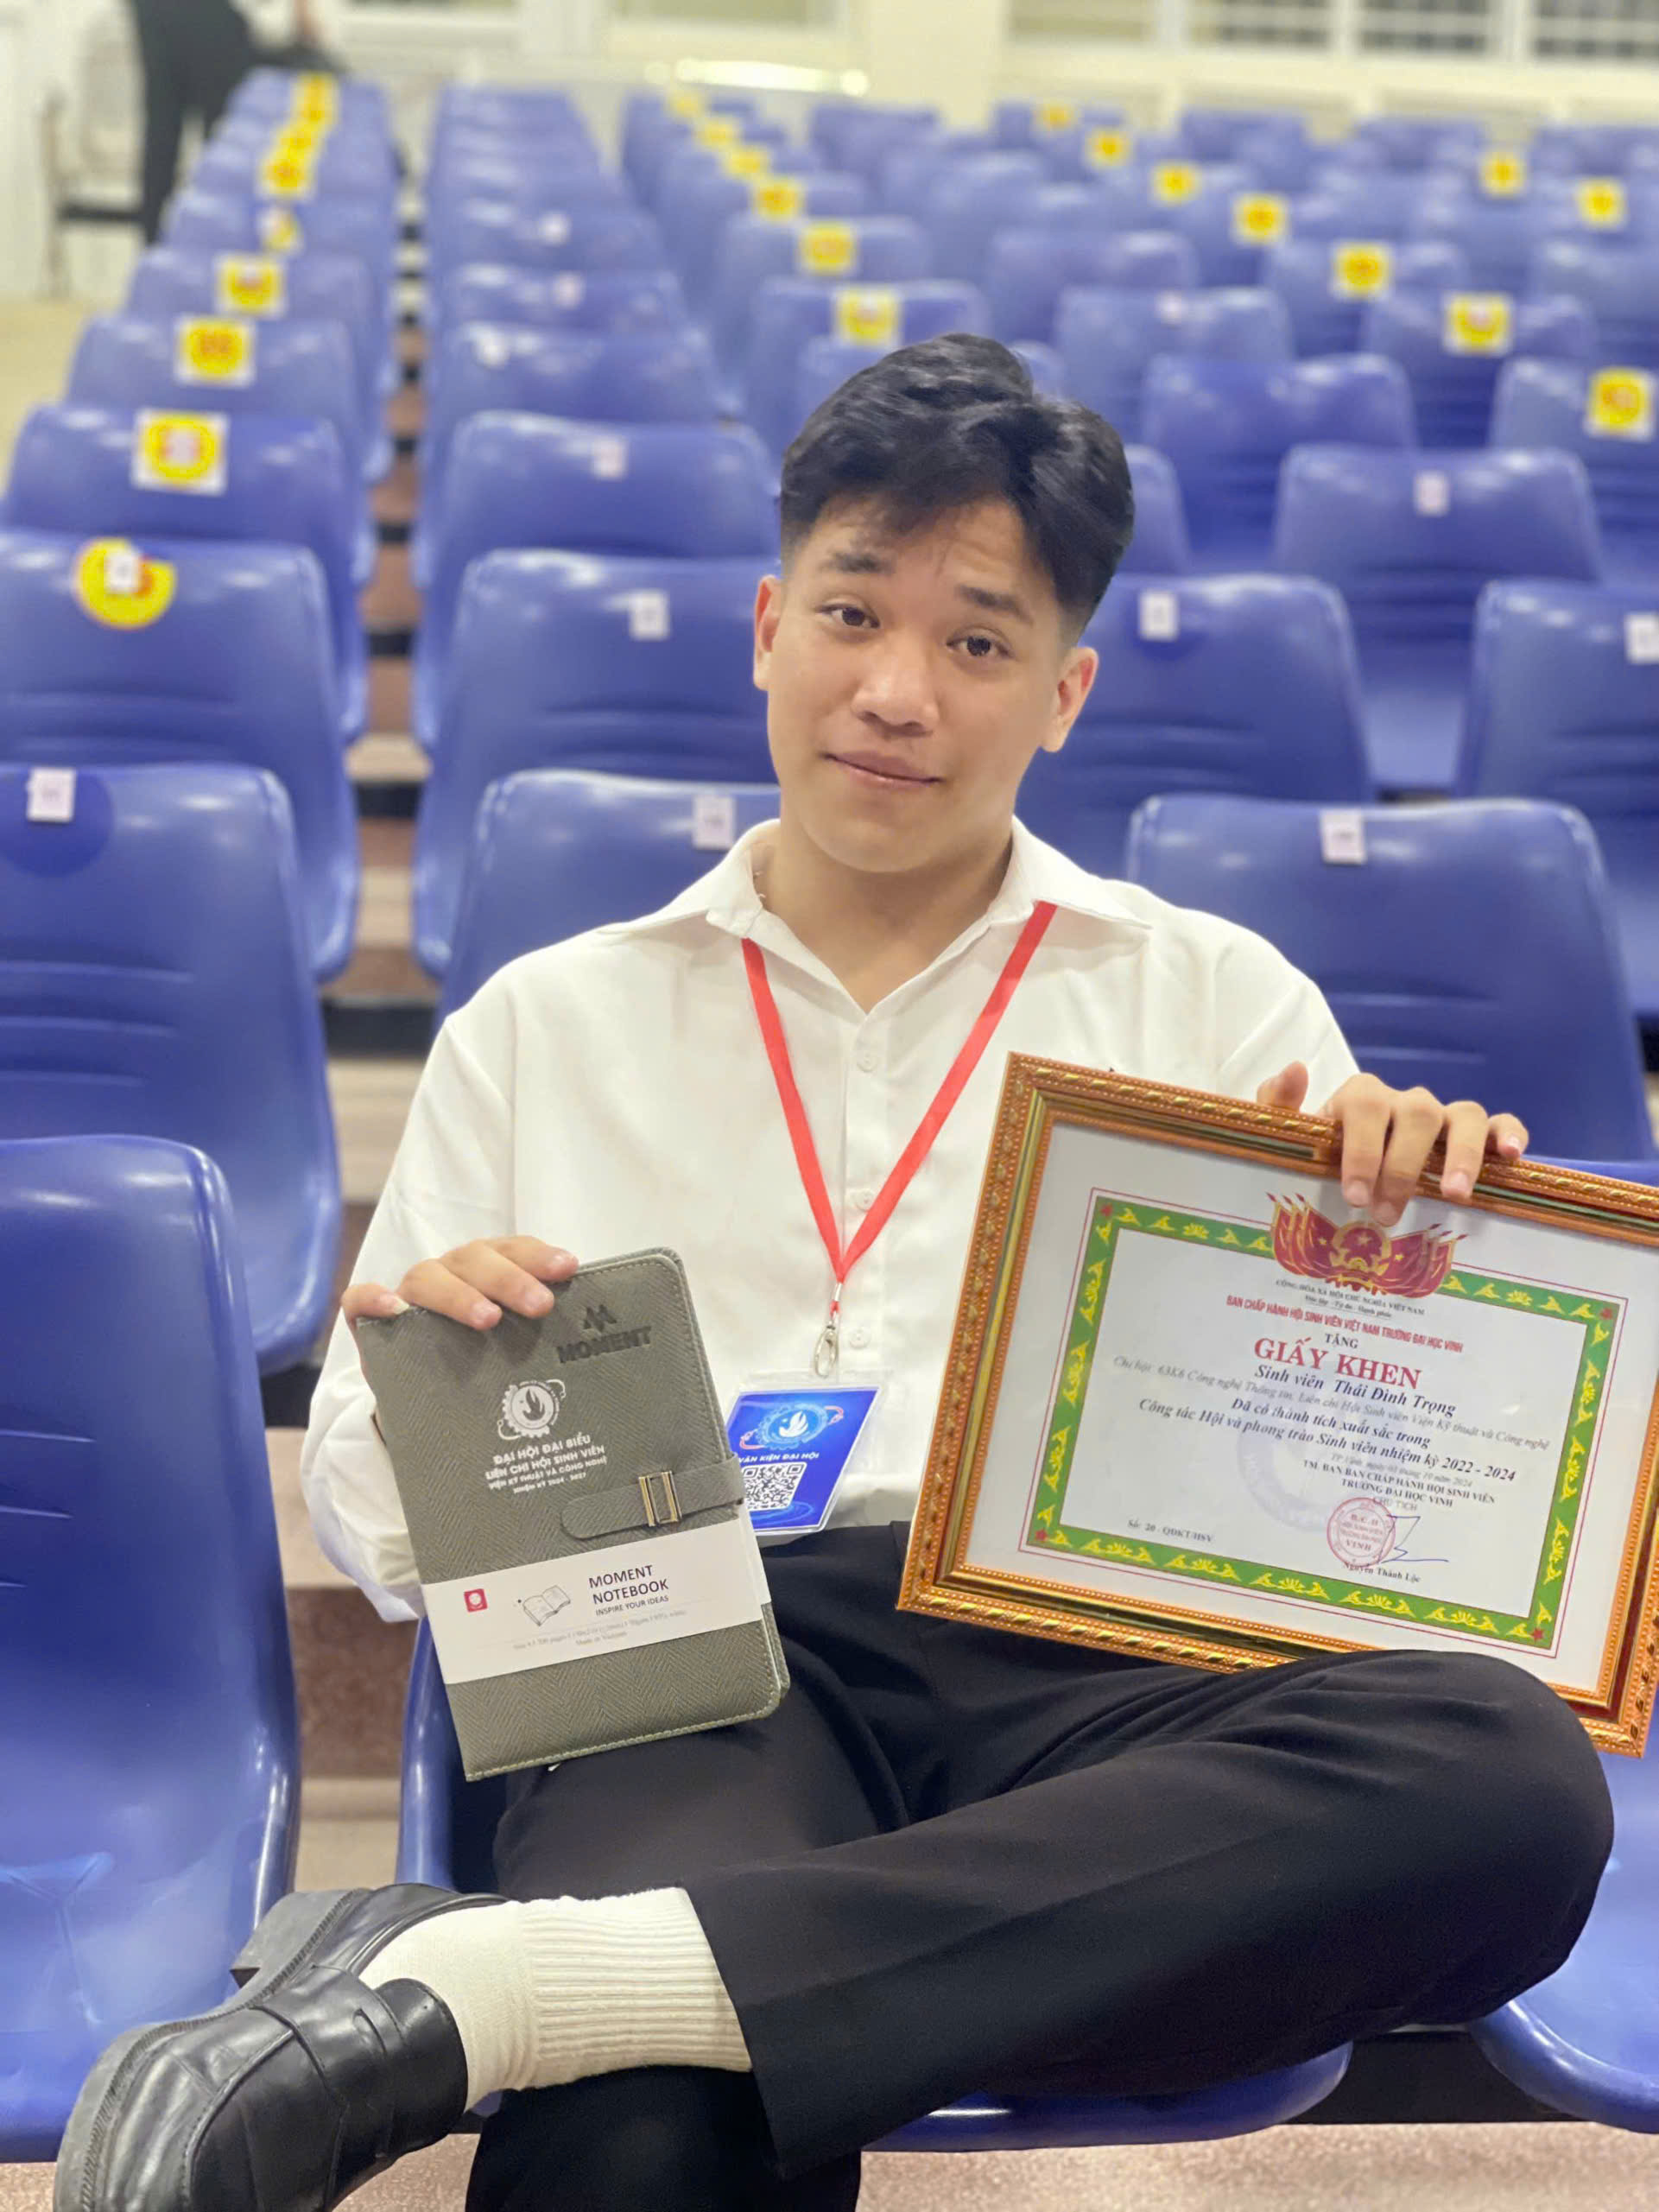 MOMENT
ĐẠI HỘI ĐẠI BIỂU
LIÊN CHI HỘI SINH VIÊN
VIỆN KỸ THUẬT VÀ CÔNG NGHỆ
NHIỆM KỲ 2024 - 2027
MOMENT
NOTEBOOK
INSPIRE YOUR IDEAS
VĂN KIỆN ĐẠI HỘI
CỘNG HÒA XÃ HỘI CHỦ NGHĨA VIỆT NAM
Độc lập - Tự do - Hạnh phúc
BAN CHẤP HÀNH HỘI SINH VIÊN VIỆT NAM TRƯỜNG ĐẠI HỌC VINH
TẶNG
GIẤY KHEN
Sinh viên Thái Đình Trọng
Chi hội: 63K6 Công nghệ Thông tin, Liên chi Hội Sinh viên Viện Kỹ thuật và Công nghệ
Đã có thành tích xuất sắc trong
Công tác Hội và phong trào Sinh viên nhiệm kỳ 2022 - 2024
TP Vinh, ngày 03 tháng 10 năm 2024
TM. BAN BAN CHẤP HÀNH HỘI SINH VIÊN
TRƯỜNG ĐẠI HỌC VINH
CHỦ TỊCH
B.C.H
VINH
Số: 20 - QĐKT/HSV
Nguyễn Thành Lộc